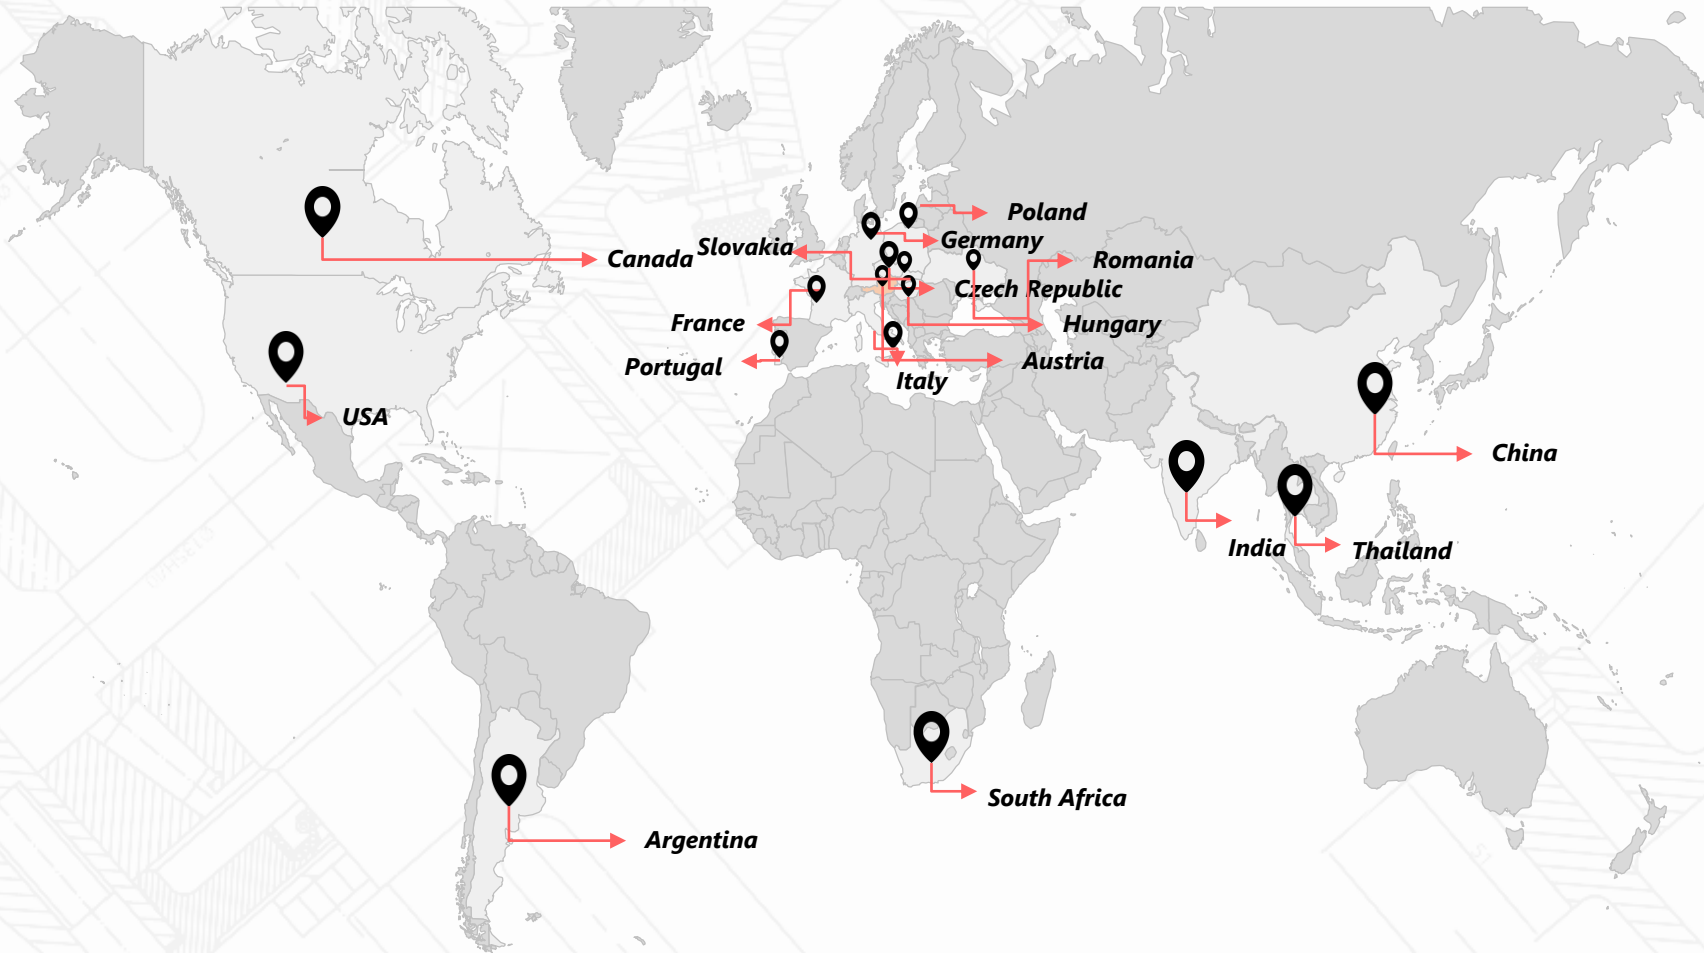 Poland
Germany
Slovakia
Canada
Romania
Czech Republic
France
Hungary
Portugal
Austria
Italy
USA
China
India
Thailand
South Africa
Argentina